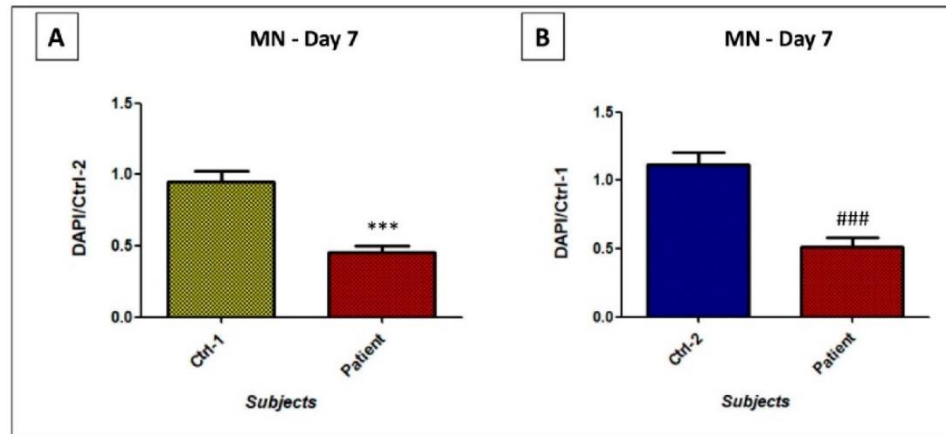 A
MN - Day 7
DAPI/Ctrl-2
1.5
1.0
0.5
0.0
***
Ctrl-1
Patient
Subjects
B
MN - Day 7
DAPI/Ctrl-1
1.5
1.0
0.5
0.0
###
Ctrl-2
Patient
Subjects